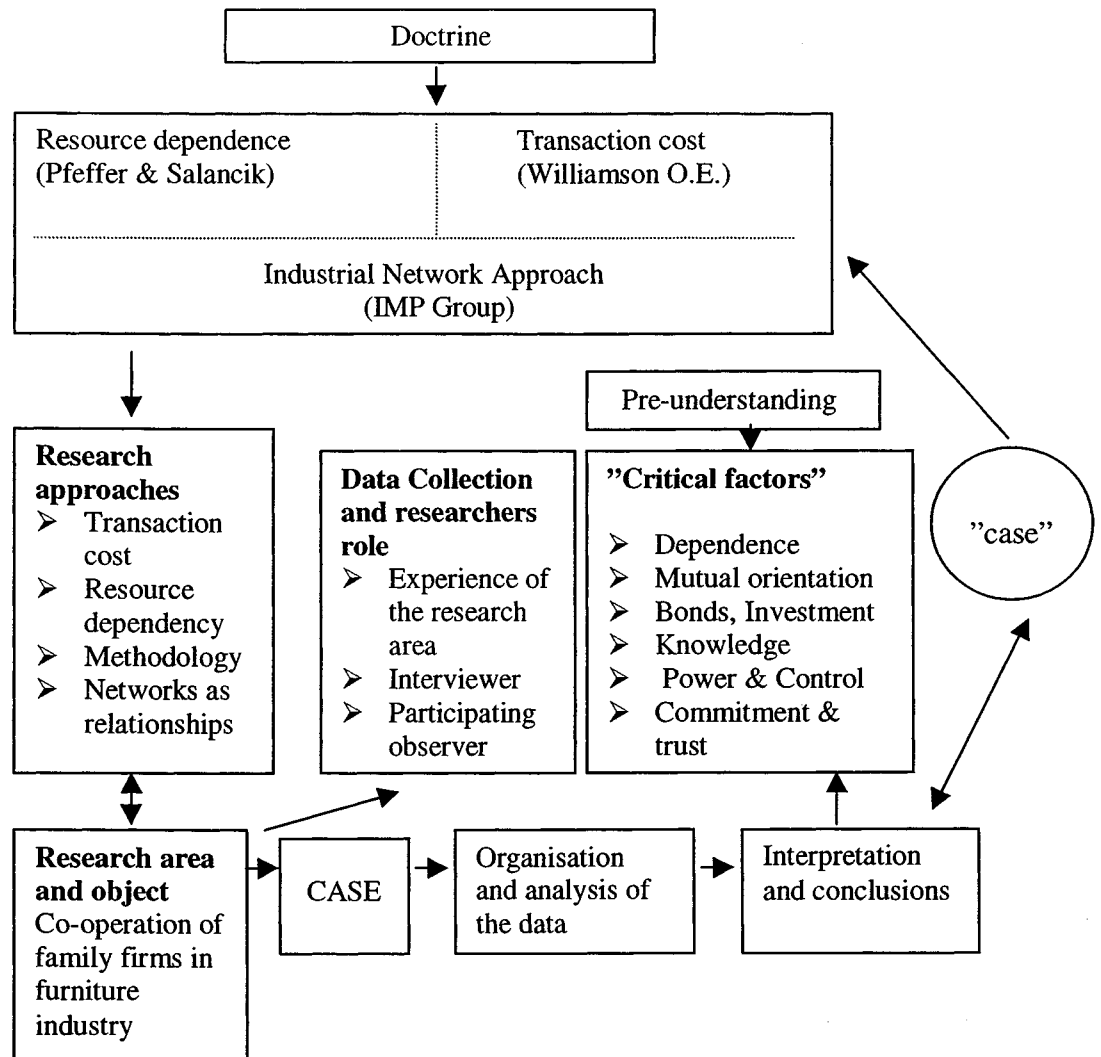 Doctrine
Resource dependence
(Pfeffer & Salancik)
Transaction cost
(Williamson O.E.)
Industrial Network Approach
(IMP Group)
Pre-understanding
Research
approaches
➢ Transaction
cost
➢ Resource
dependency
➢ Methodology
➢ Networks as
relationships
Data Collection
and researchers
role
➢ Experience of
the research
area
➢ Interviewer
➢ Participating
observer
"Critical factors"
➢ Dependence
➢ Mutual orientation
➢ Bonds, Investment
➢ Knowledge
➢ Power & Control
➢ Commitment &
trust
"case"
Research area
and object
Co-operation of
family firms in
furniture
industry
CASE
Organisation
and analysis of
the data
Interpretation
and conclusions